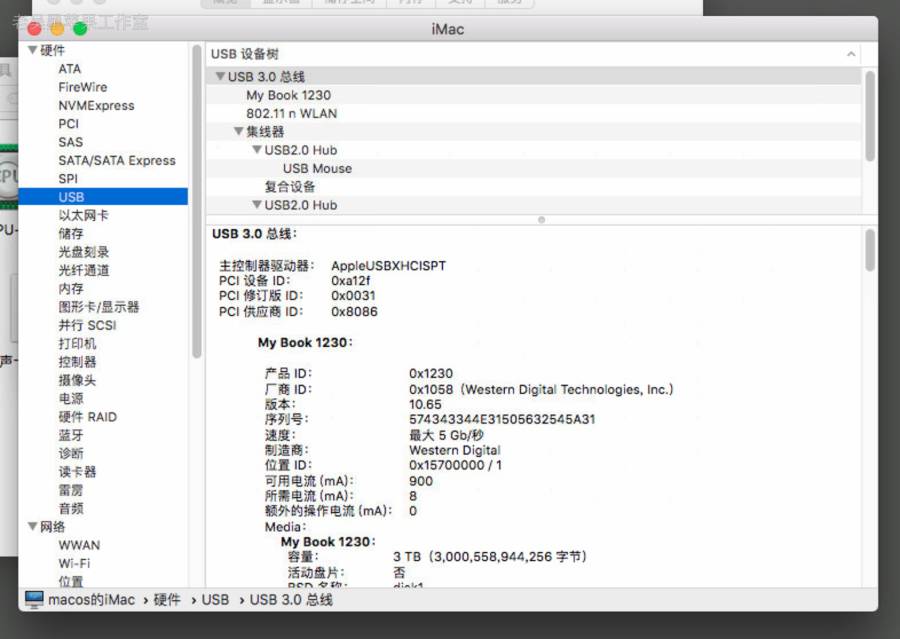 iMac
硬件
ATA
FireWire
NVMExpress
PCI
SAS
SATA/SATA Express
SPI
USB
以太网卡
储存
光盘刻录
光纤通道
内存
图形卡/显示器
并行 SCSI
打印机
控制器
摄像头
电源
硬件 RAID
蓝牙
诊断
读卡器
雷雳
音频
网络
WWAN
Wi-Fi
位置
USB 设备树
USB 3.0 总线
My Book 1230
802.11 n WLAN
集线器
USB2.0 Hub
USB Mouse
复合设备
USB2.0 Hub
USB 3.0 总线：
主控制器驱动器： AppleUSBXHCISPT
PCI 设备 ID： 0xa12f
PCI 修订版 ID： 0x0031
PCI 供应商 ID： 0x8086
My Book 1230：
产品 ID： 0x1230
厂商 ID： 0x1058（Western Digital Technologies, Inc.）
版本： 10.65
序列号： 574343344E31505632545A31
速度： 最大 5 Gb/秒
制造商： Western Digital
位置 ID： 0x15700000 / 1
可用电流 (mA)： 900
所需电流 (mA)： 8
额外的操作电流 (mA)： 0
Media：
My Book 1230：
容量： 3 TB（3,000,558,944,256 字节）
活动盘片： 否
BSD 名称： disk1
macos的iMac › 硬件 › USB › USB 3.0 总线